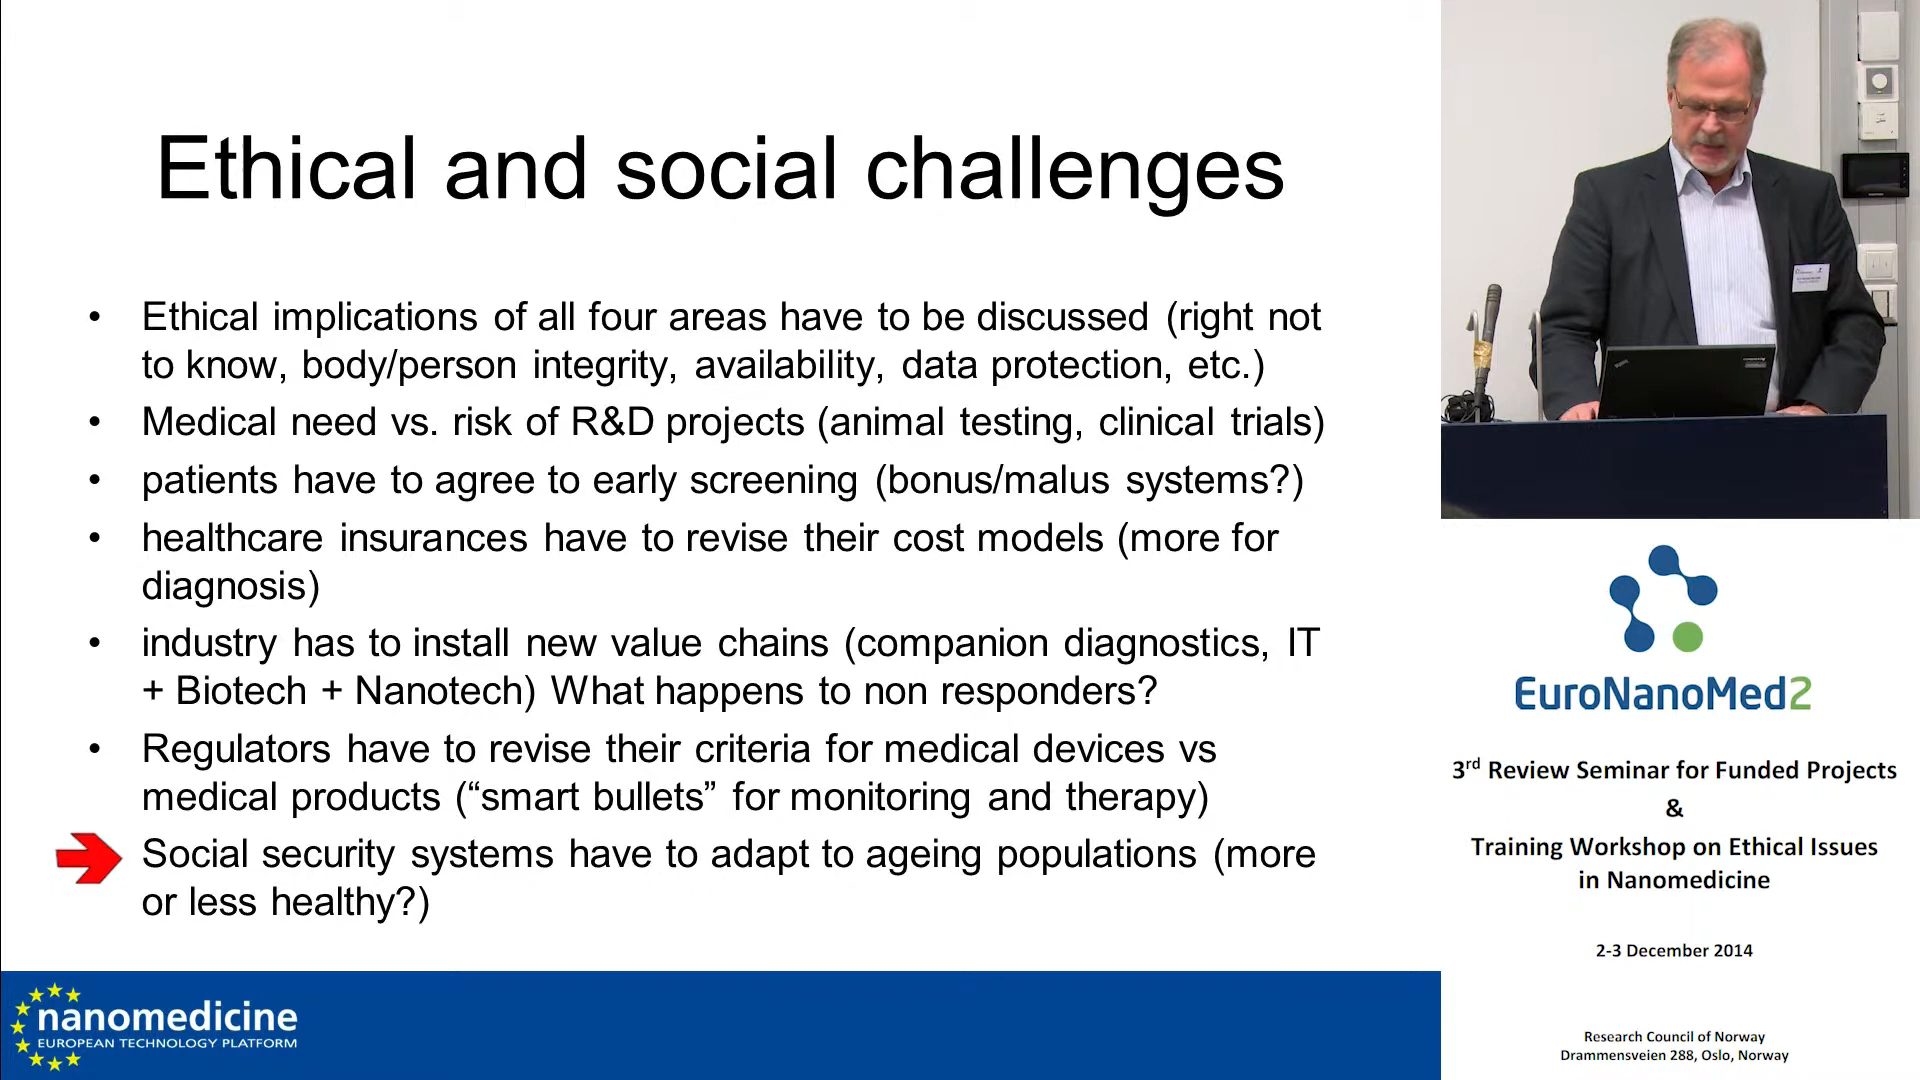 Ethical and social challenges
• Ethical implications of all four areas have to be discussed (right not
to know, body/person integrity, availability, data protection, etc.)
• Medical need vs. risk of R&D projects (animal testing, clinical trials)
• patients have to agree to early screening (bonus/malus systems?)
• healthcare insurances have to revise their cost models (more for
diagnosis)
• industry has to install new value chains (companion diagnostics, IT
+ Biotech + Nanotech) What happens to non responders?
• Regulators have to revise their criteria for medical devices vs
medical products (“smart bullets” for monitoring and therapy)
Social security systems have to adapt to ageing populations (more
or less healthy?)
nanomedicine
EUROPEAN TECHNOLOGY PLATFORM
EuroNanoMed2
3rd Review Seminar for Funded Projects
&
Training Workshop on Ethical Issues
in Nanomedicine
2-3 December 2014
Research Council of Norway
Drammensveien 288, Oslo, Norway